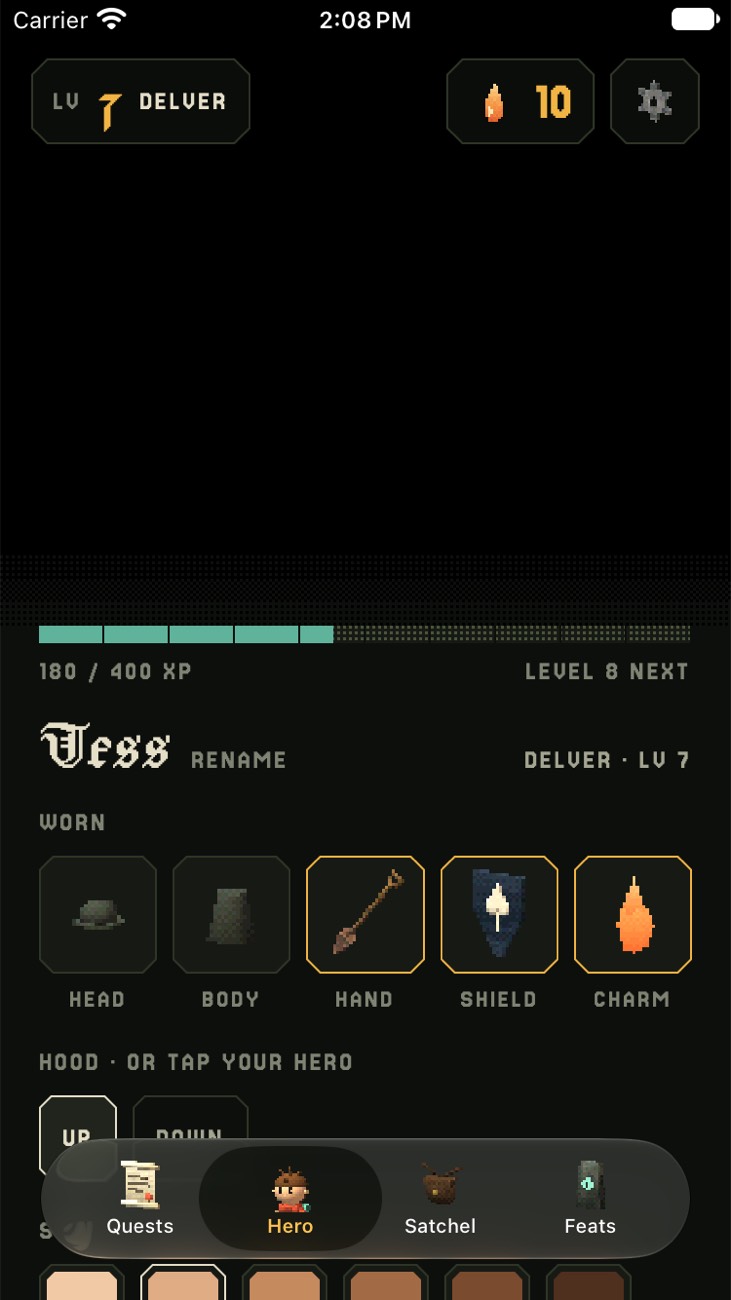 Carrier 2:08 PM
LV 7 DELVER 10
180 / 400 XP LEVEL 8 NEXT
Vess RENAME DELVER · LV 7
WORN
HEAD BODY HAND SHIELD CHARM
HOOD · OR TAP YOUR HERO
UP DOWN
Quests Hero Satchel Feats